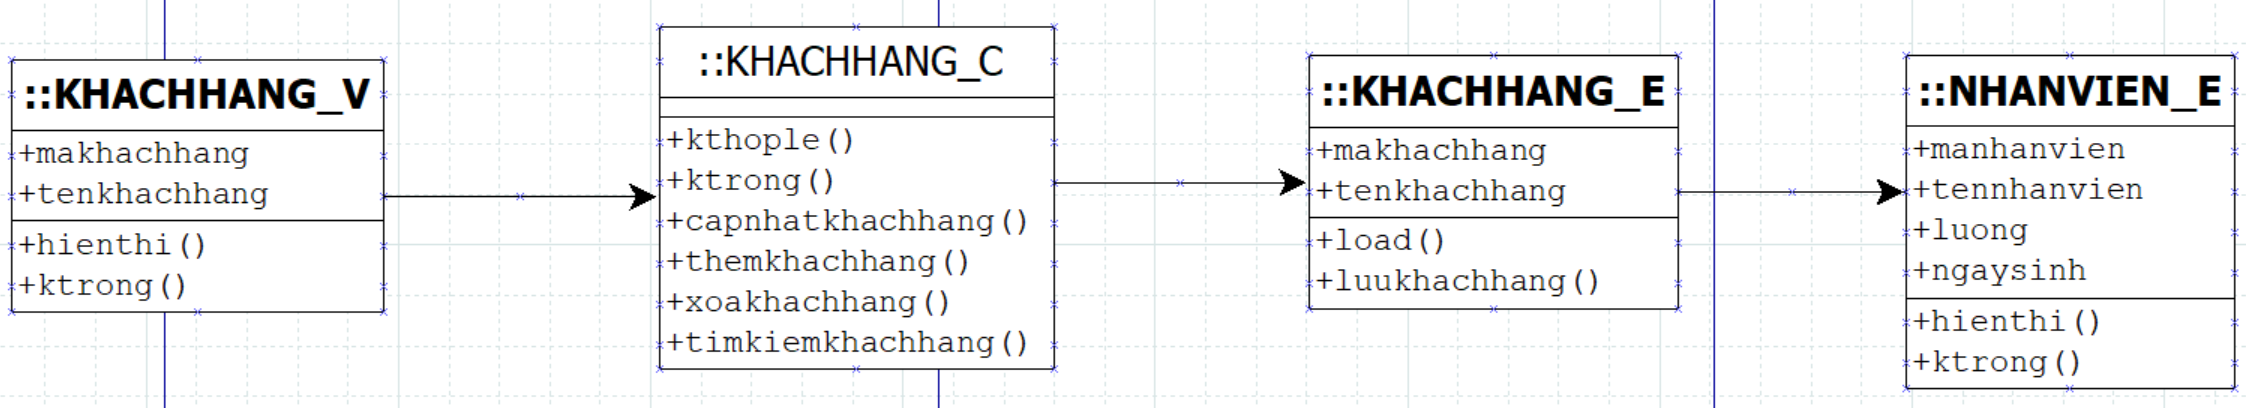 ::KHACHHANG_V
+makhachhang
+tenkhachhang
+hienthi()
+ktrong()
::KHACHHANG_C
+kthople()
+ktrong()
+capnhatkhachhang()
+themkhachhang()
+xoakhachhang()
+timkiemkhachhang()
::KHACHHANG_E
+makhachhang
+tenkhachhang
+load()
+luukhachhang()
::NHANVIEN_E
+manhanvien
+tennhanvien
+luong
+ngaysinh
+hienthi()
+ktrong()